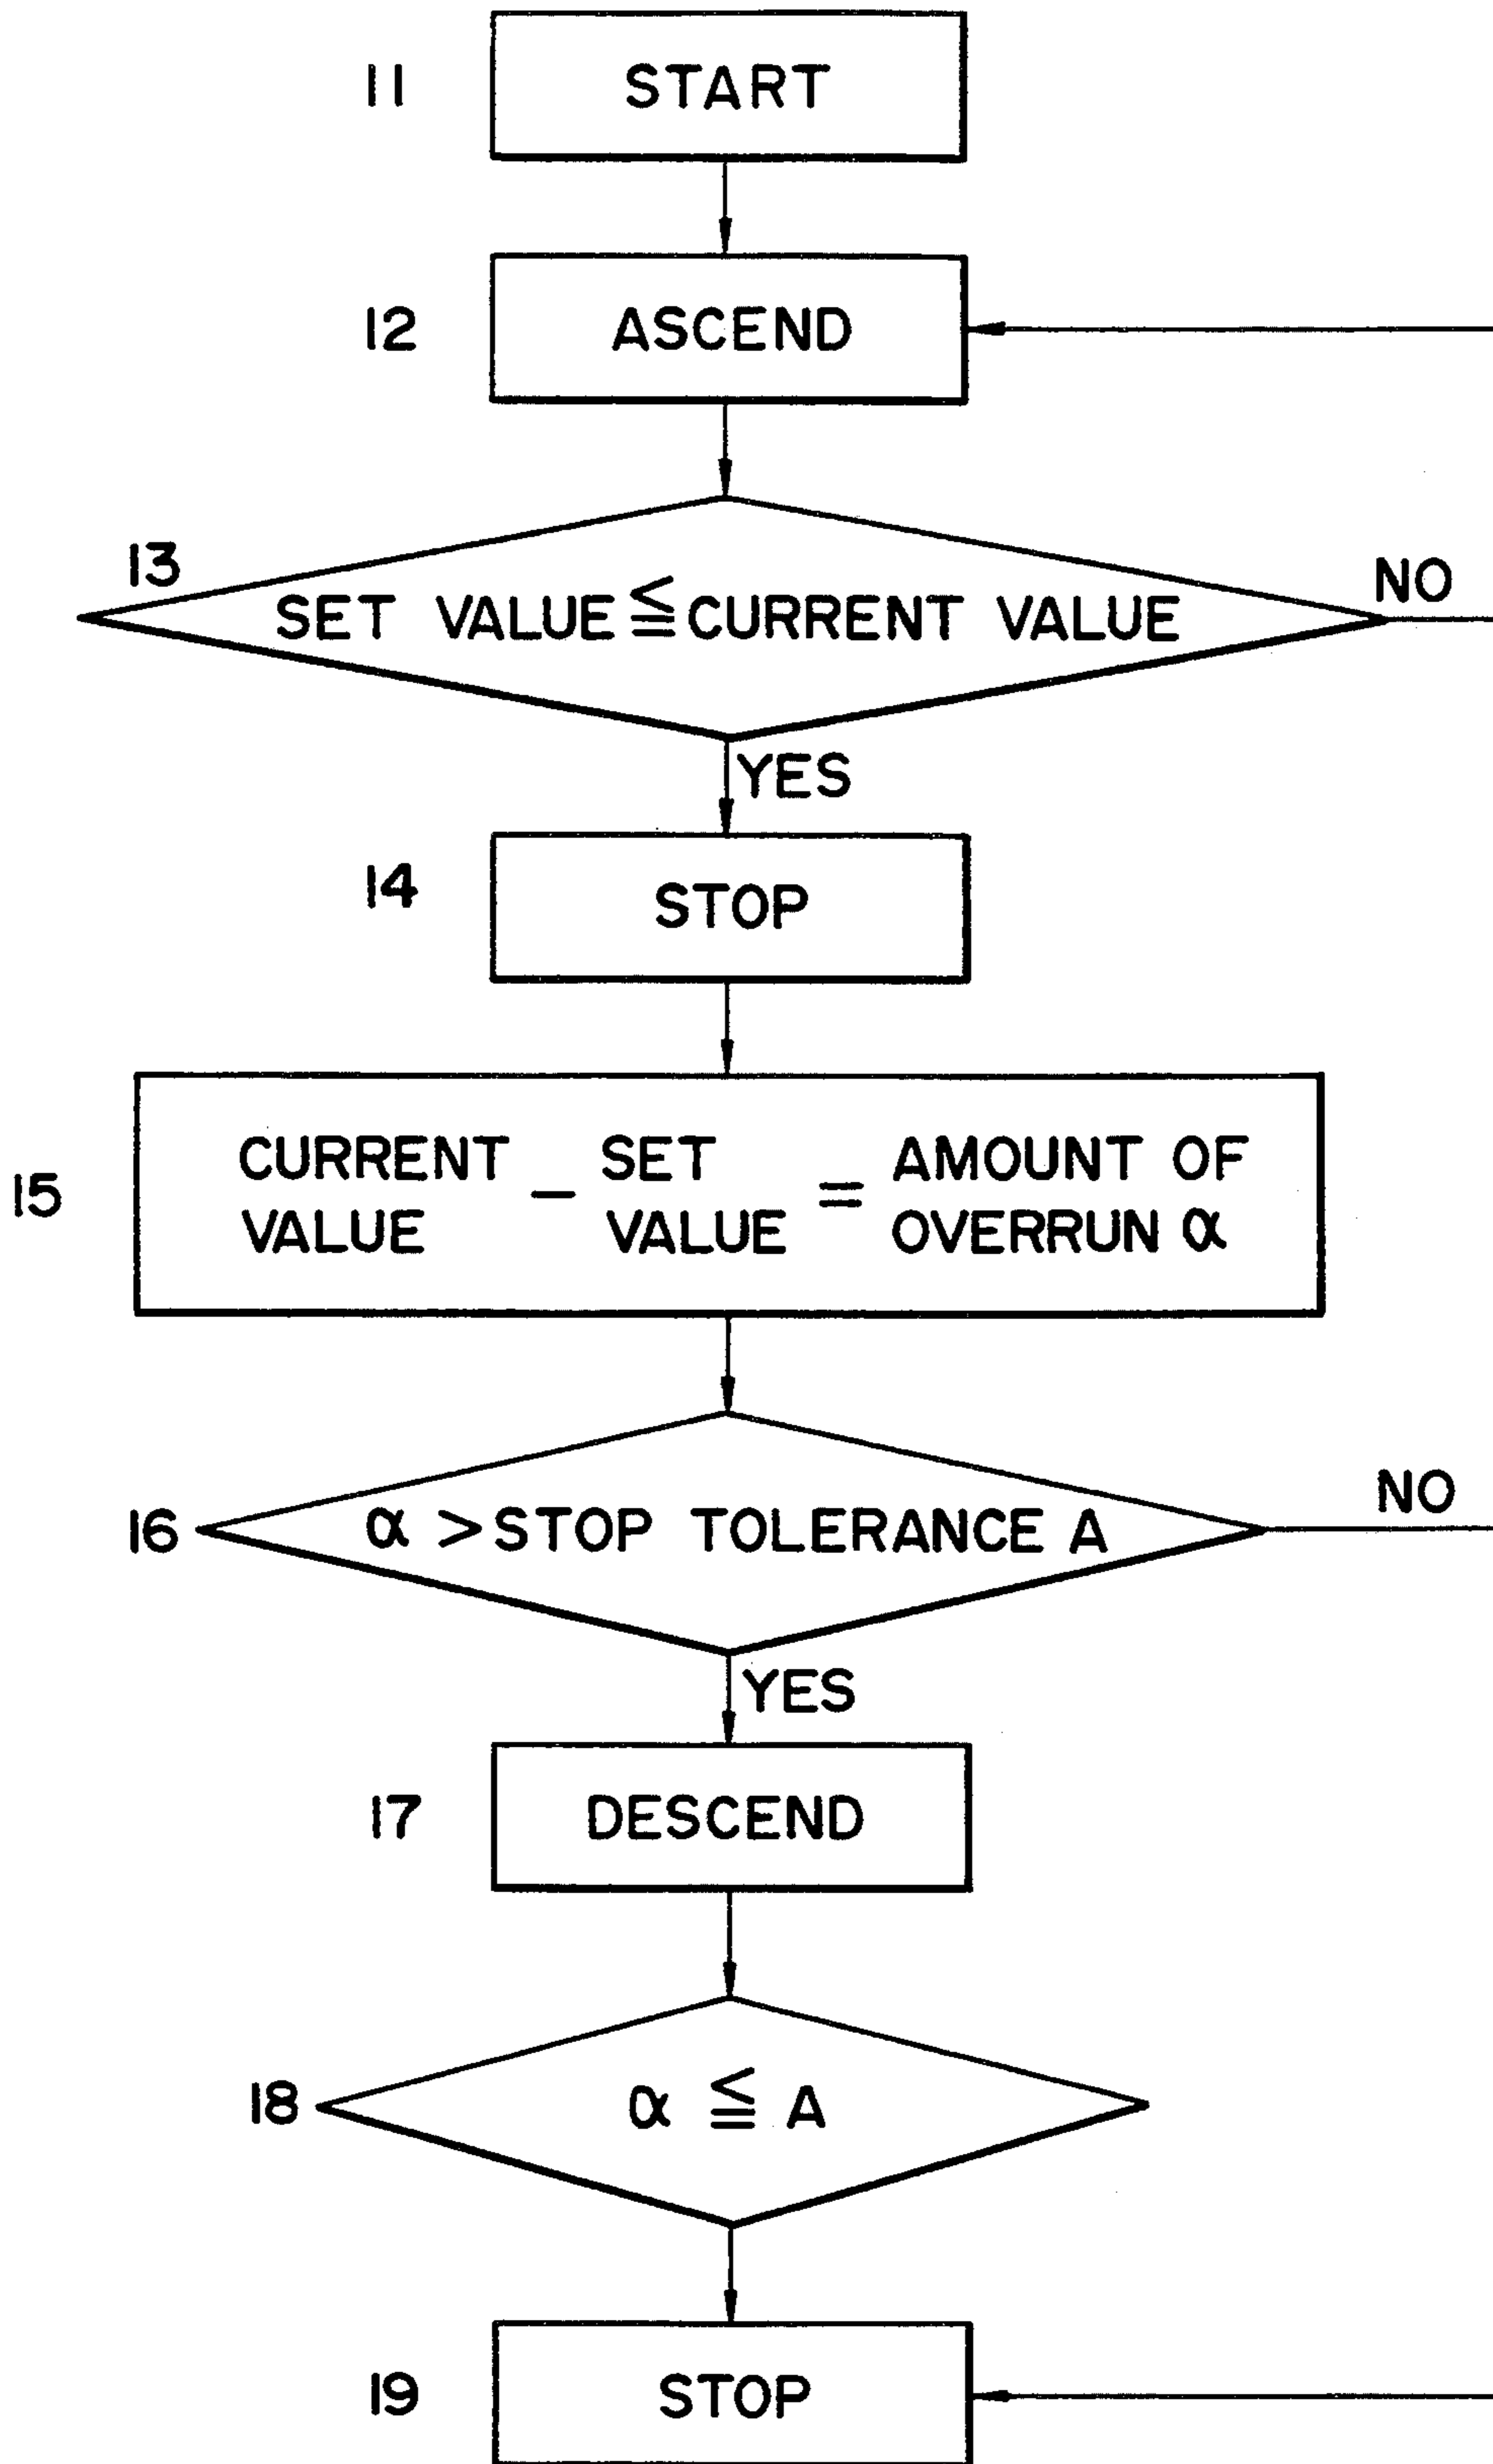 11 START
12 ASCEND
13
SET VALUE ≦ CURRENT VALUE
NO
YES
14 STOP
15
CURRENT VALUE − SET VALUE = AMOUNT OF OVERRUN α
16 α > STOP TOLERANCE A
NO
YES
17 DESCEND
18 α ≦ A
19 STOP